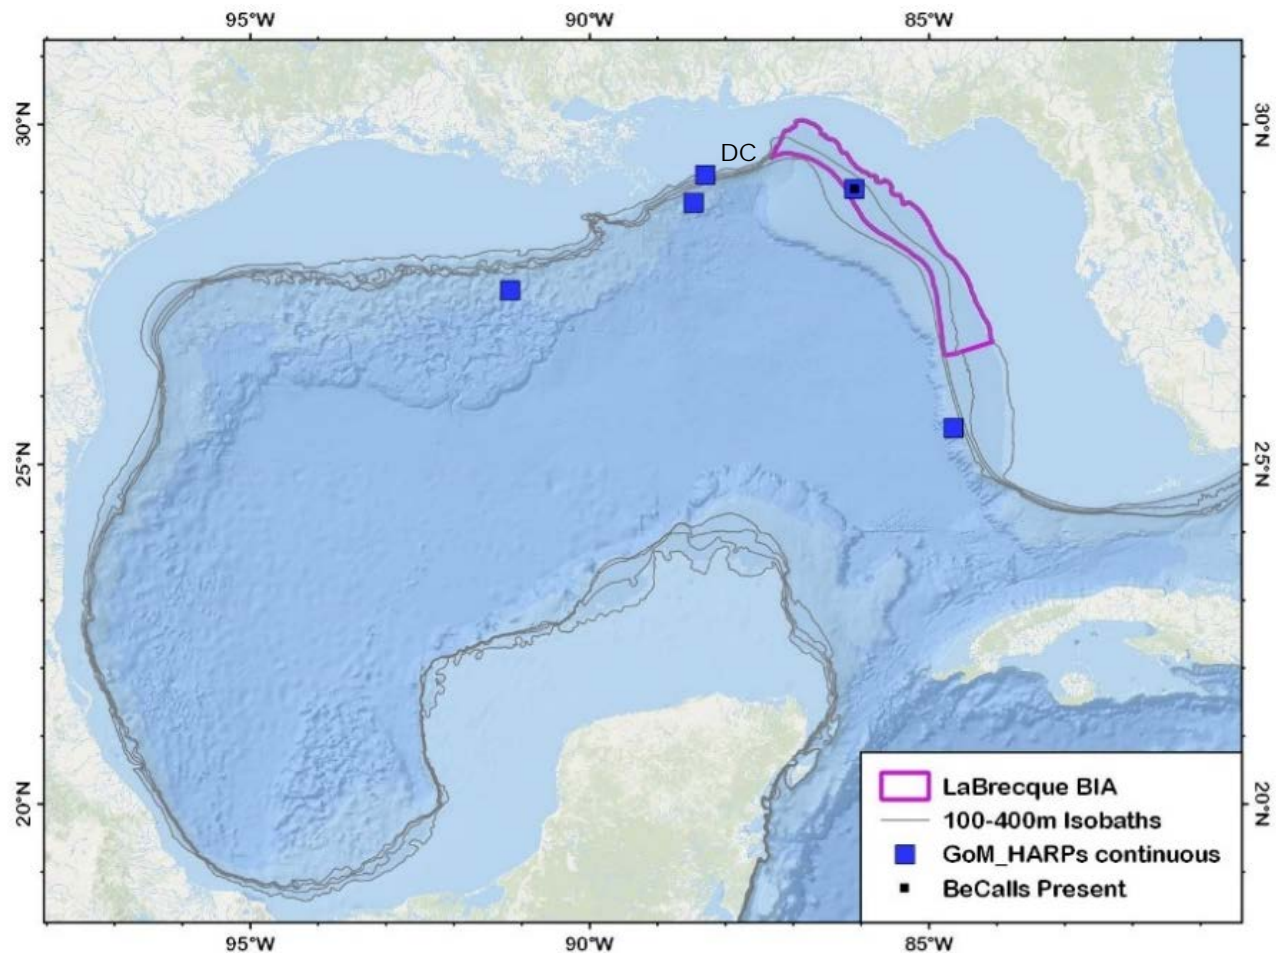 95°W 90°W 85°W
30°N 30°N
DC
25°N 25°N
20°N 20°N
LaBrecque BIA
100-400m Isobaths
GoM_HARPs continuous
BeCalls Present
95°W 90°W 85°W